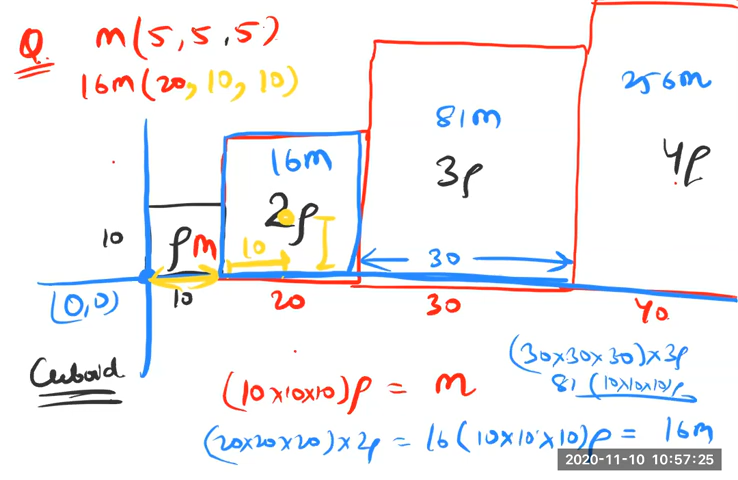 Q m(5,5,5)
16m(20,10,10)
256m
81m
16m
3ρ
4ρ
2ρ
10 ρ m
10
30
(0,0) 10 20 30 40
Cuboid
(30×30×30)×3ρ
(10×10×10)ρ = m
81 (10×10×10)ρ
(20×20×20)×2ρ = 16(10×10×10)ρ = 16m
2020-11-10 10:57:25